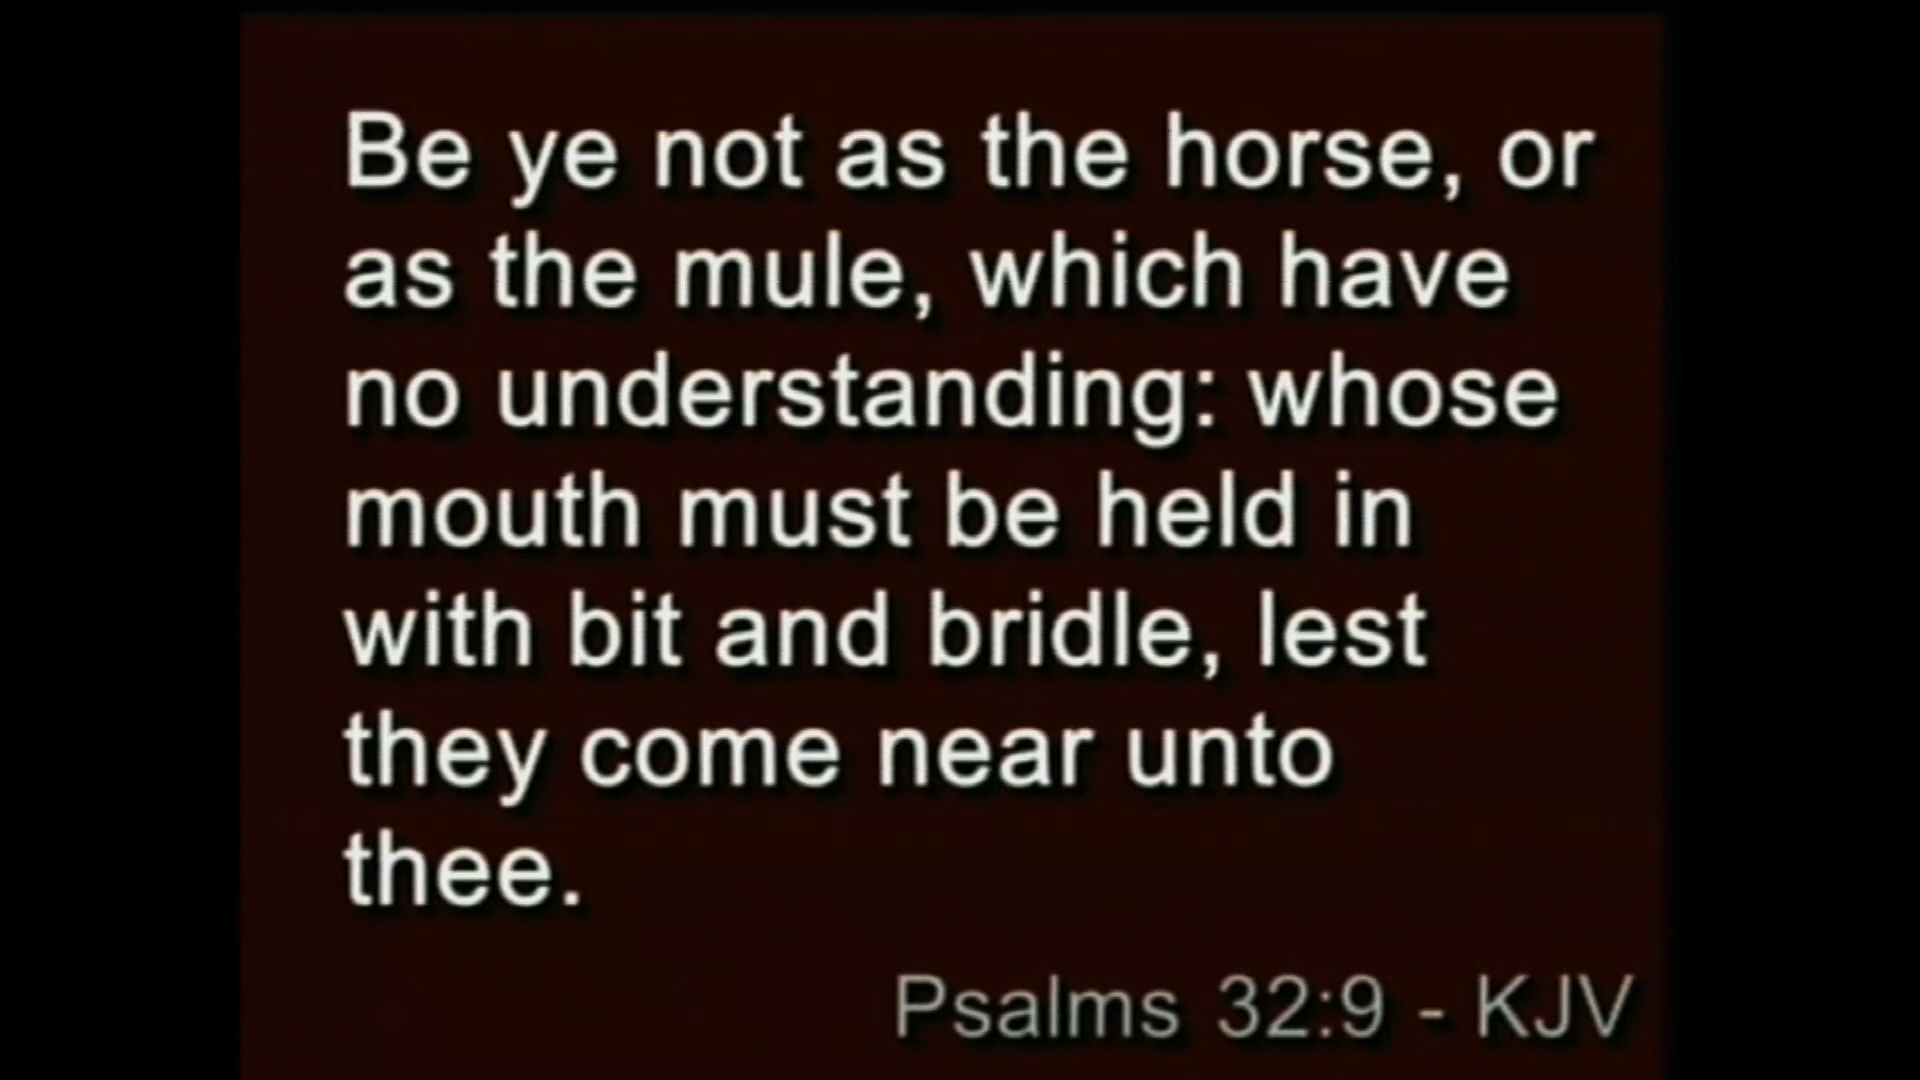 Be ye not as the horse, or
as the mule, which have
no understanding: whose
mouth must be held in
with bit and bridle, lest
they come near unto
thee.
Psalms 32:9 - KJV